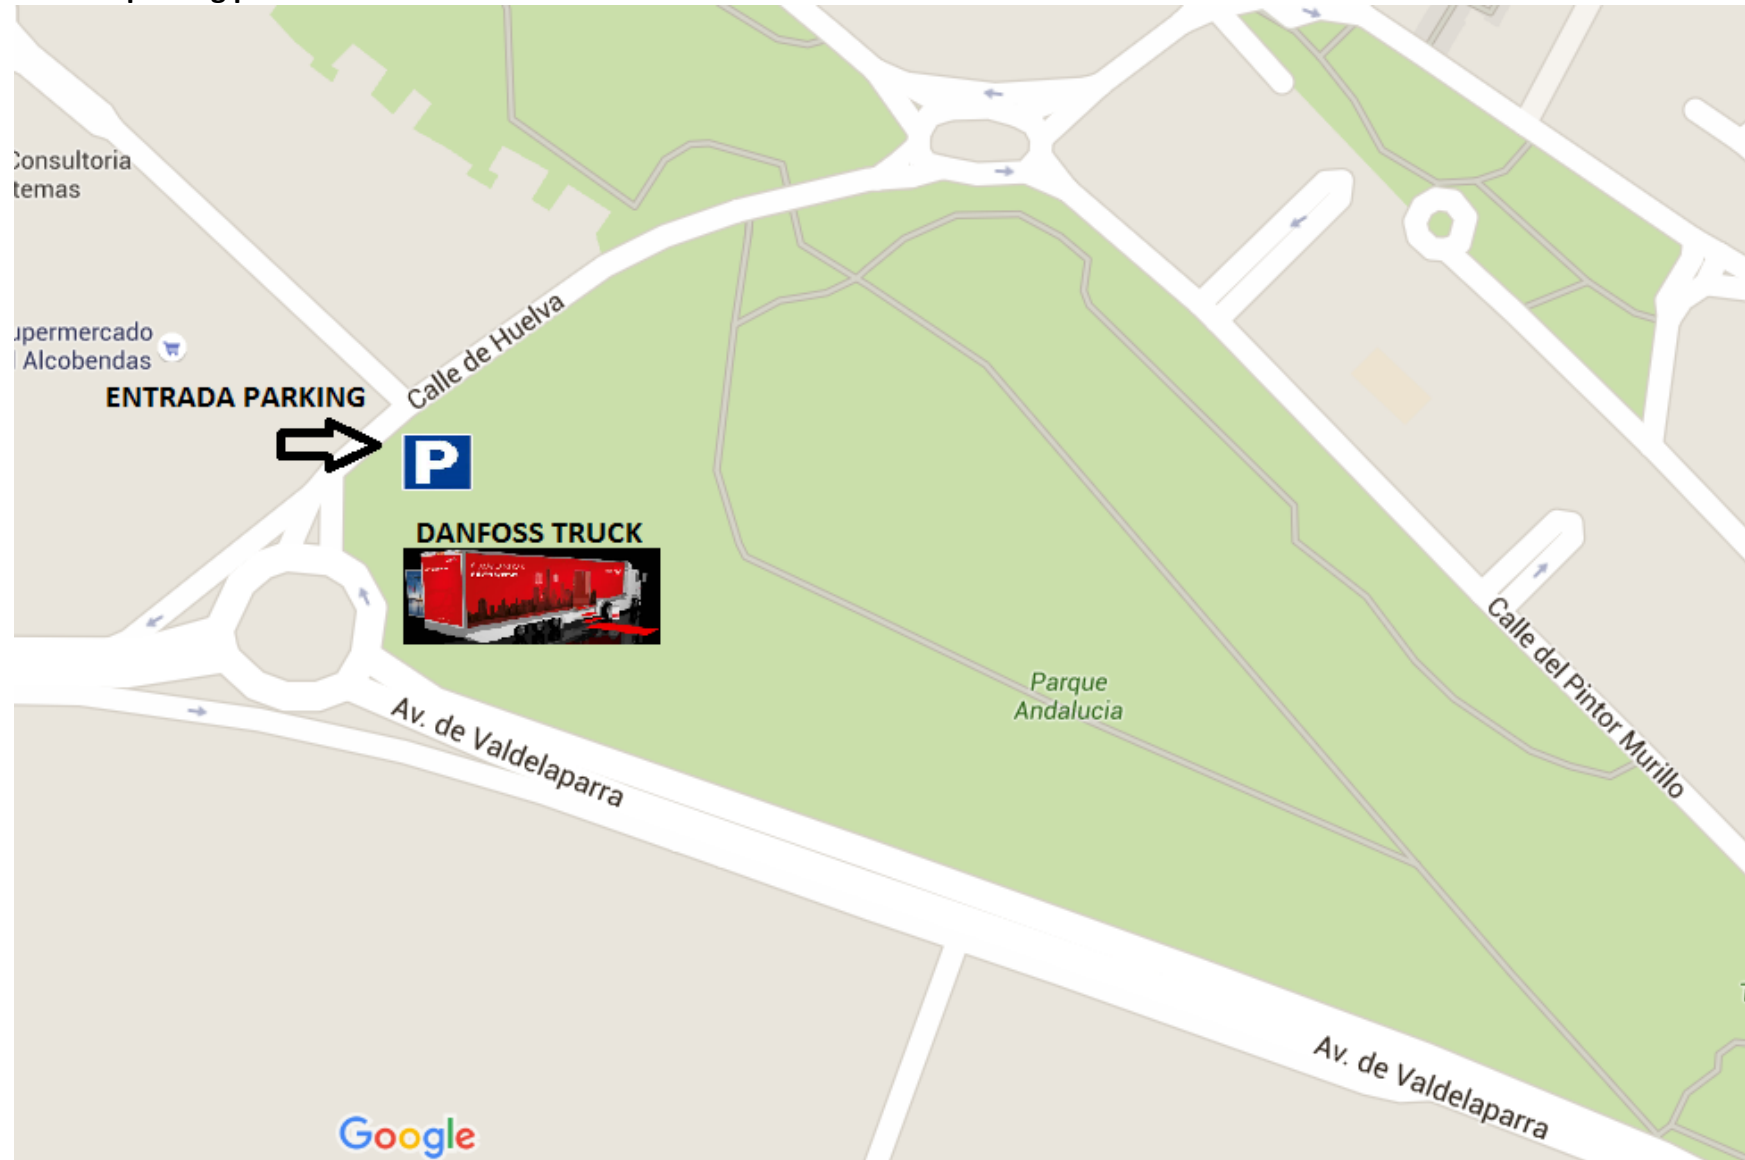 Consultoria
temas
upermercado
Alcobendas
ENTRADA PARKING
Calle de Huelva
P
DANFOSS TRUCK
Parque
Andalucia
Calle del Pintor Murillo
Av. de Valdelaparra
Av. de Valdelaparra
Google